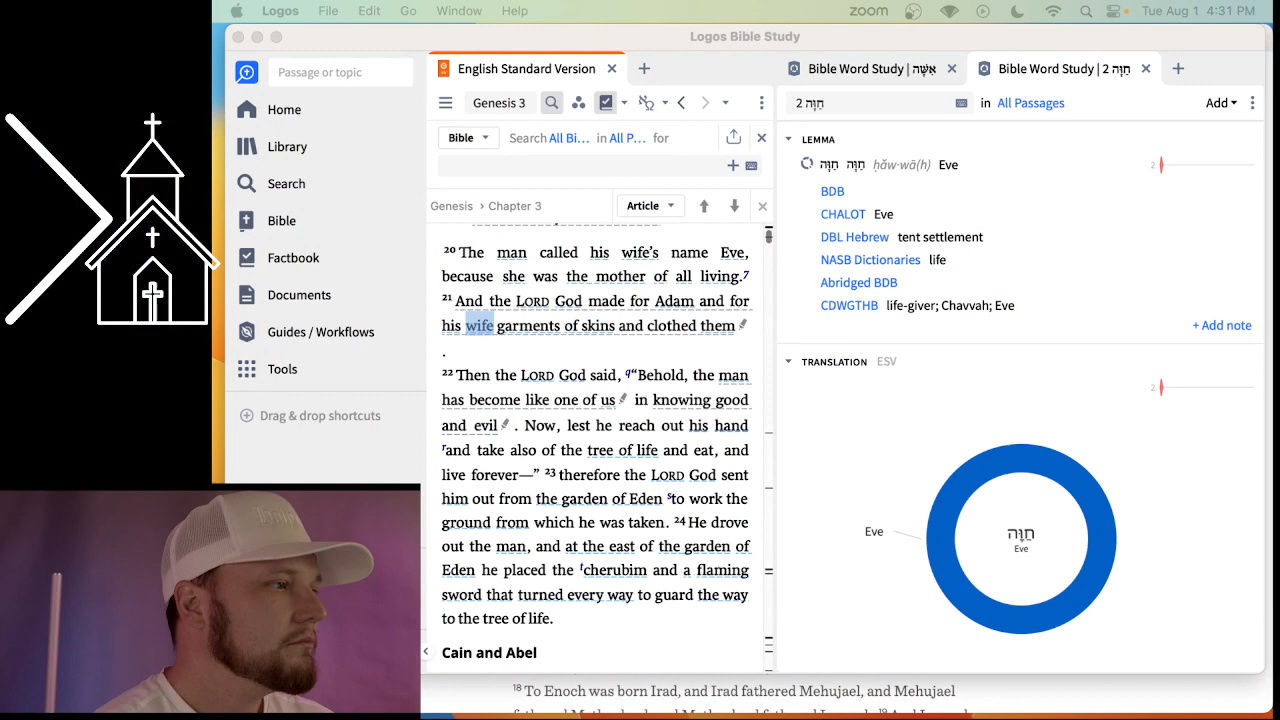 Logos File Edit Go Window Help zoom Tue Aug 1 4:31 PM
Logos Bible Study
Passage or topic
Home
Library
Search
Bible
Factbook
Documents
Guides / Workflows
Tools
Drag & drop shortcuts
English Standard Version
Genesis 3
Bible Search All Bi... in All P... for
Genesis › Chapter 3 Article
20 The man called his wife's name Eve,
because she was the mother of all living.7
21 And the LORD God made for Adam and for
his wife garments of skins and clothed them
.
22 Then the LORD God said, q“Behold, the man
has become like one of us in knowing good
and evil . Now, lest he reach out his hand
rand take also of the tree of life and eat, and
live forever—” 23 therefore the LORD God sent
him out from the garden of Eden sto work the
ground from which he was taken. 24 He drove
out the man, and at the east of the garden of
Eden he placed the tcherubim and a flaming
sword that turned every way to guard the way
to the tree of life.
Cain and Abel
Bible Word Study | אִשָּׁה Bible Word Study | חַוָּה 2
חַוָּה 2 in All Passages Add
LEMMA
חַוָּה חַוָּה ḥǎw·wā(h) Eve 2
BDB
CHALOT Eve
DBL Hebrew tent settlement
NASB Dictionaries life
Abridged BDB
CDWGTHB life-giver; Chavvah; Eve
+ Add note
TRANSLATION ESV
2
Eve
חַוָּה
Eve
18 To Enoch was born Irad, and Irad fathered Mehujael, and Mehujael